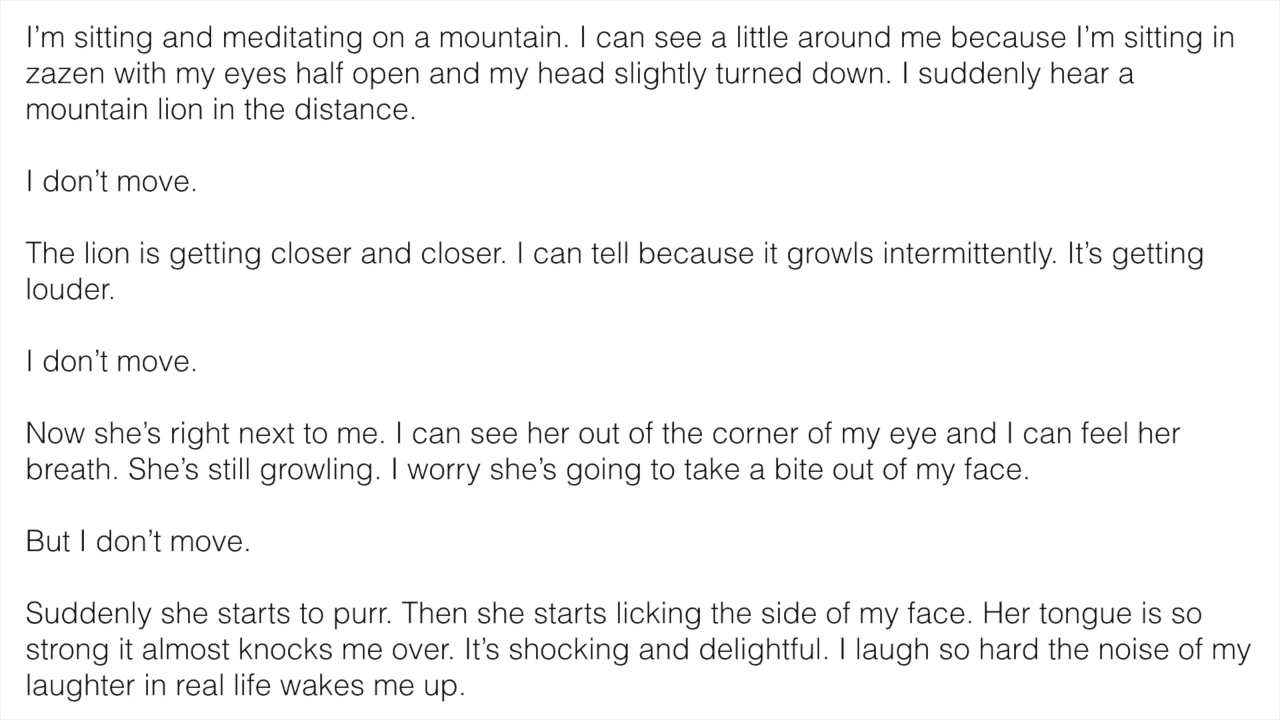 I’m sitting and meditating on a mountain. I can see a little around me because I’m sitting in
zazen with my eyes half open and my head slightly turned down. I suddenly hear a
mountain lion in the distance.
I don’t move.
The lion is getting closer and closer. I can tell because it growls intermittently. It’s getting
louder.
I don’t move.
Now she’s right next to me. I can see her out of the corner of my eye and I can feel her
breath. She’s still growling. I worry she’s going to take a bite out of my face.
But I don’t move.
Suddenly she starts to purr. Then she starts licking the side of my face. Her tongue is so
strong it almost knocks me over. It’s shocking and delightful. I laugh so hard the noise of my
laughter in real life wakes me up.